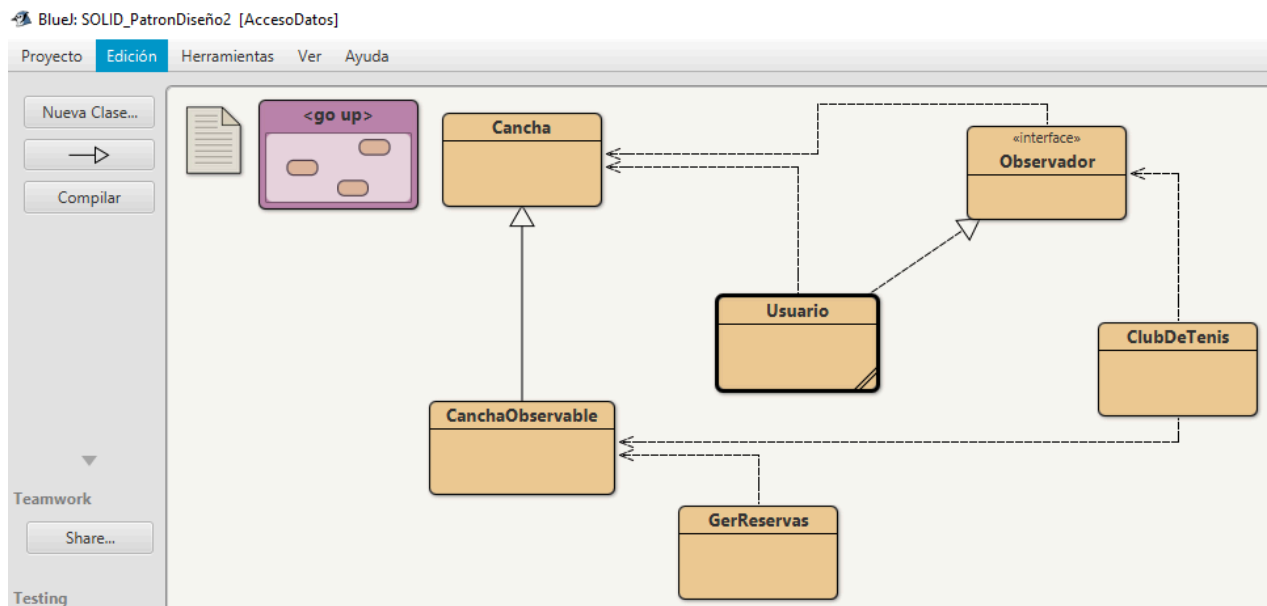 BlueJ: SOLID_PatronDiseño2 [AccesoDatos]
Proyecto Edición Herramientas Ver Ayuda
Nueva Clase...
Compilar
<go up>
Cancha
«interface»
Observador
Usuario
ClubDeTenis
CanchaObservable
GerReservas
Teamwork
Share...
Testing